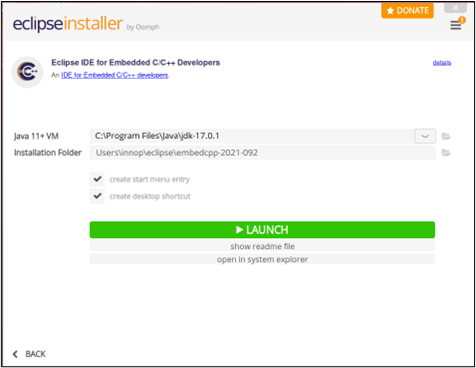 DONATE
eclipseinstaller by Oomph
Eclipse IDE for Embedded C/C++ Developers
details
An IDE for Embedded C/C++ developers.
Java 11+ VM
C:\Program Files\Java\jdk-17.0.1
Installation Folder
Users\innop\eclipse\embedcpp-2021-092
create start menu entry
create desktop shortcut
LAUNCH
show readme file
open in system explorer
BACK